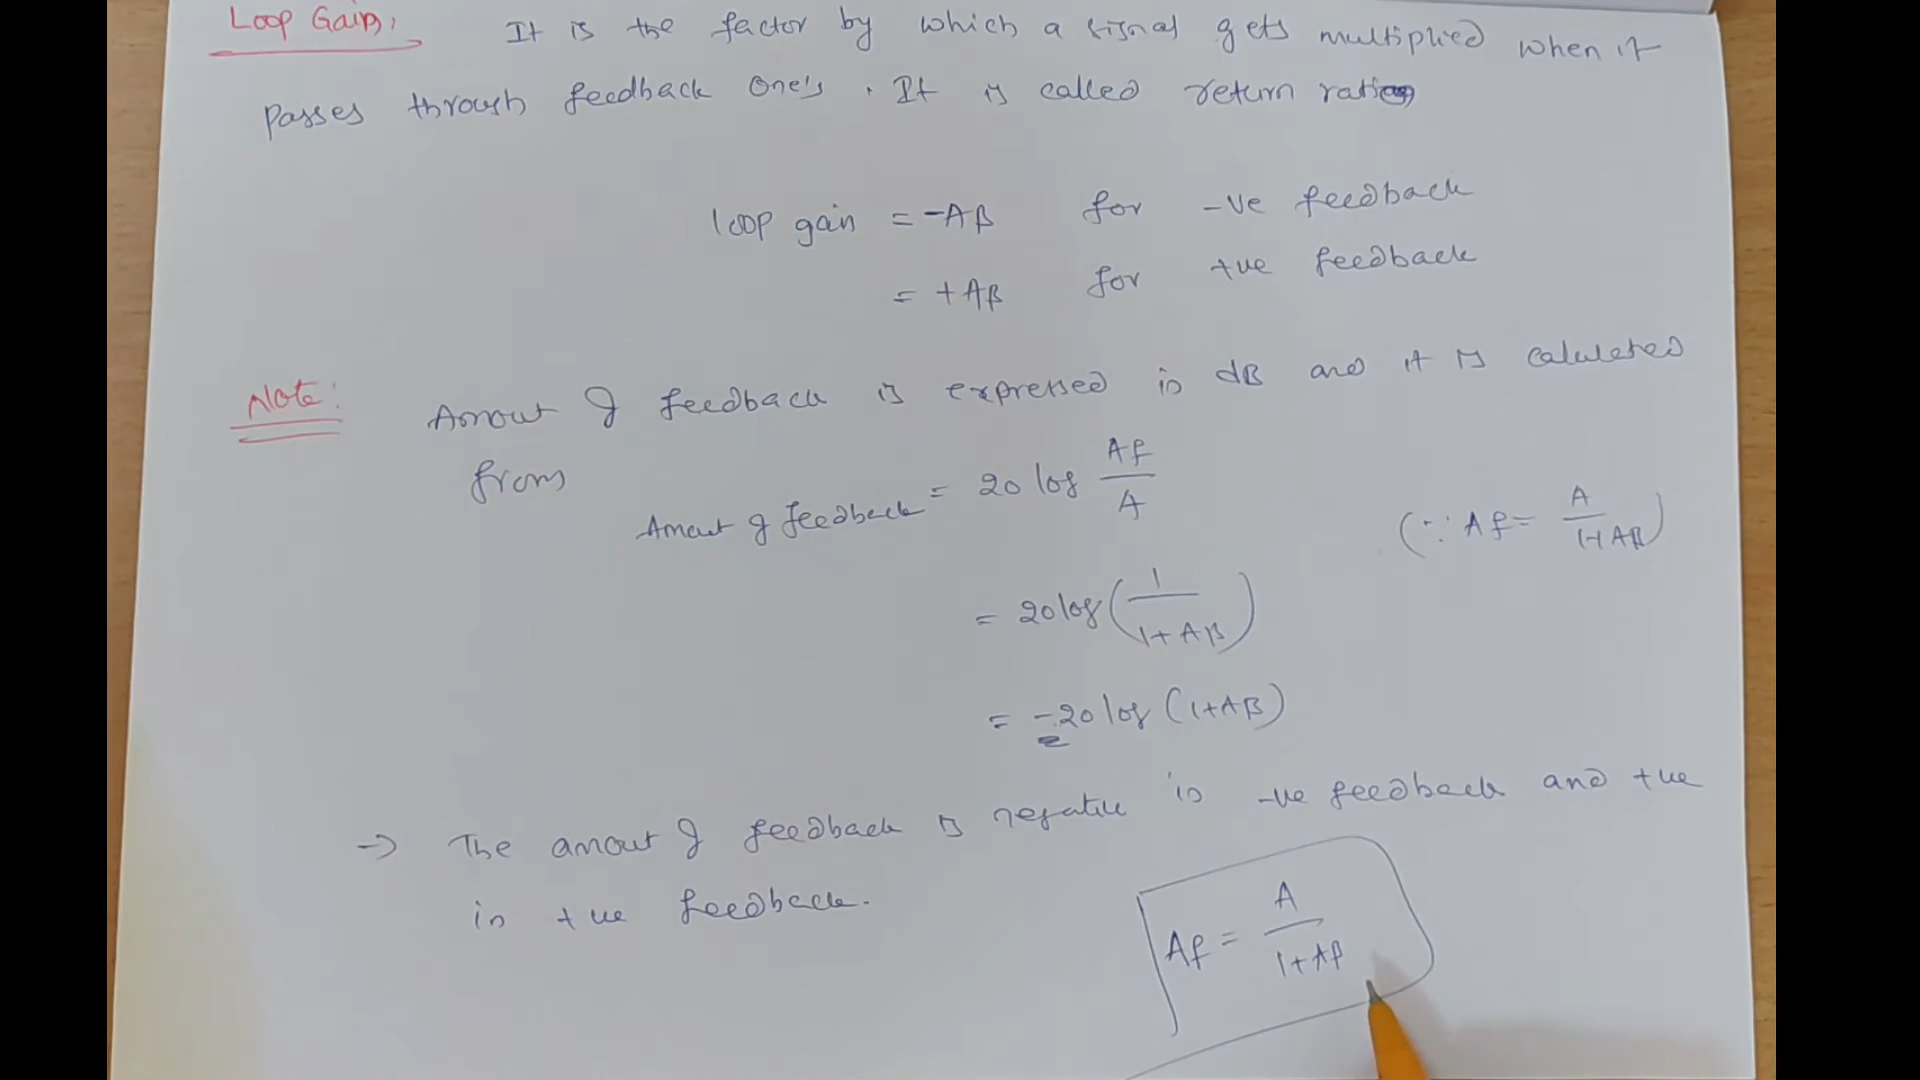 Loop Gain:
It is the factor by which a signal gets multiplied when it
passes through feedback One's. It is called return ratio
loop gain = -Aβ for -ve feedback
= +Aβ for +ve feedback
Note:
Amout of feedback is expressed in dB and it is calculated
from
Amout of feedback = 20 log Af/A
(∵ Af = A/1+Aβ)
= 20 log (1/1+Aβ)
= -20 log (1+Aβ)
→ The amout of feedback is negative in -ve feedback and +ve
in +ve feedback.
Af = A/1+Aβ